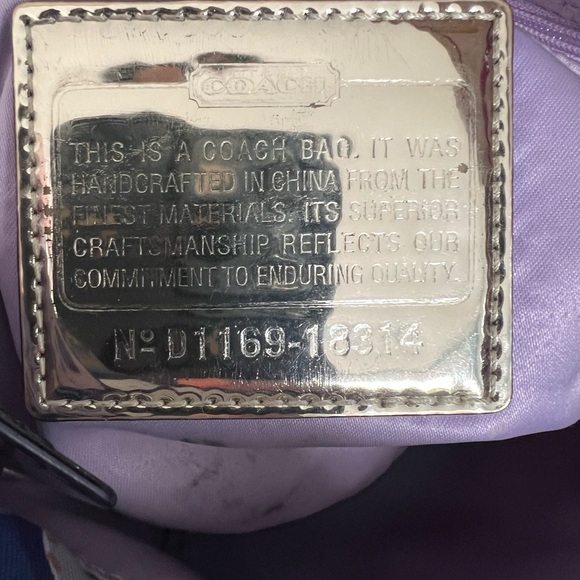 COACH
THIS IS A COACH BAG. IT WAS
HANDCRAFTED IN CHINA FROM THE
FINEST MATERIALS. ITS SUPERIOR
CRAFTSMANSHIP REFLECTS OUR
COMMITMENT TO ENDURING QUALITY.
Nº D1169-18314